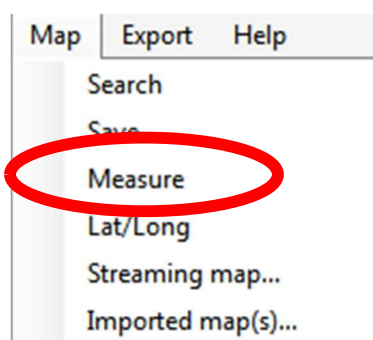 Map Export Help
Search
Save
Measure
Lat/Long
Streaming map...
Imported map(s)...